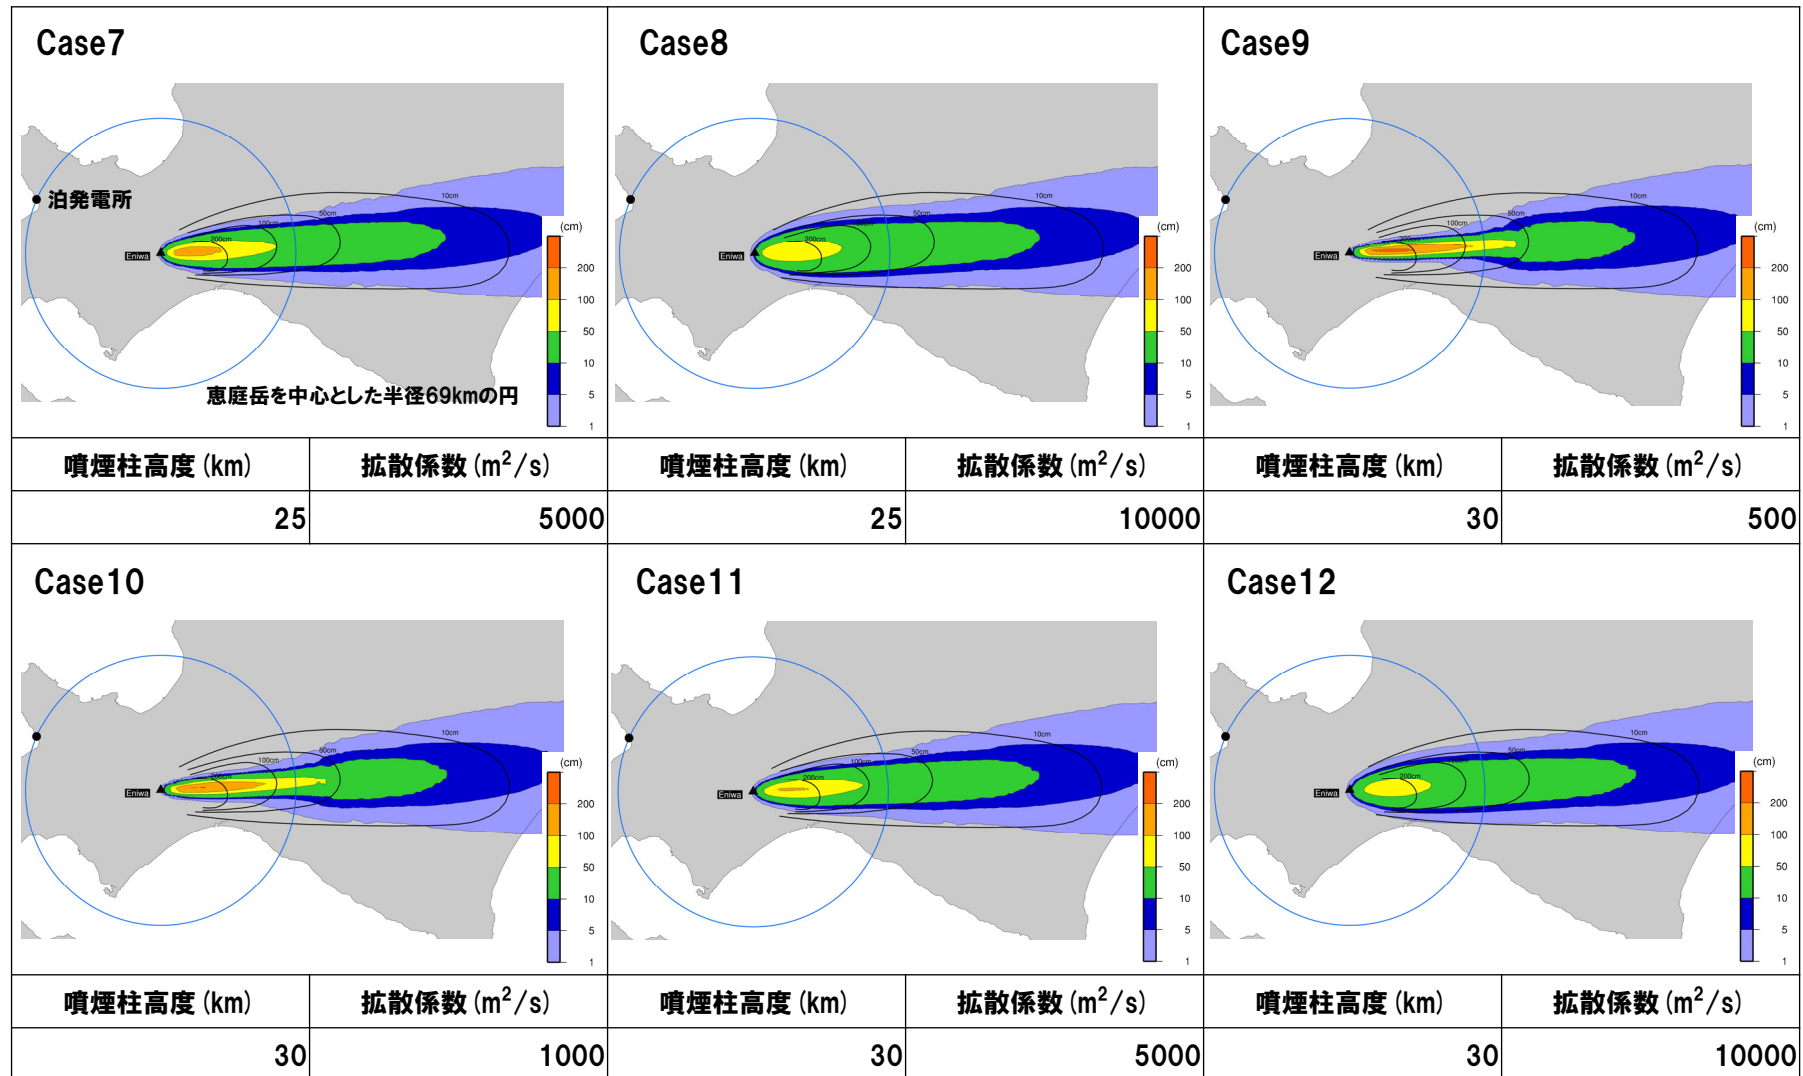 Case7
泊発電所
Eniwa
200cm
100cm
50cm
10cm
(cm)
200
100
50
10
5
1
恵庭岳を中心とした半径69kmの円
噴煙柱高度(km)
拡散係数(m²/s)
25
5000
Case8
Eniwa
200cm
50cm
10cm
(cm)
200
100
50
10
5
1
噴煙柱高度(km)
拡散係数(m²/s)
25
10000
Case9
Eniwa
100cm
50cm
10cm
(cm)
200
100
50
10
5
1
噴煙柱高度(km)
拡散係数(m²/s)
30
500
Case10
Eniwa
200cm
100cm
50cm
10cm
(cm)
200
100
50
10
5
1
噴煙柱高度(km)
拡散係数(m²/s)
30
1000
Case11
Eniwa
200cm
100cm
50cm
10cm
(cm)
200
100
50
10
5
1
噴煙柱高度(km)
拡散係数(m²/s)
30
5000
Case12
Eniwa
200cm
50cm
10cm
(cm)
200
100
50
10
5
1
噴煙柱高度(km)
拡散係数(m²/s)
30
10000